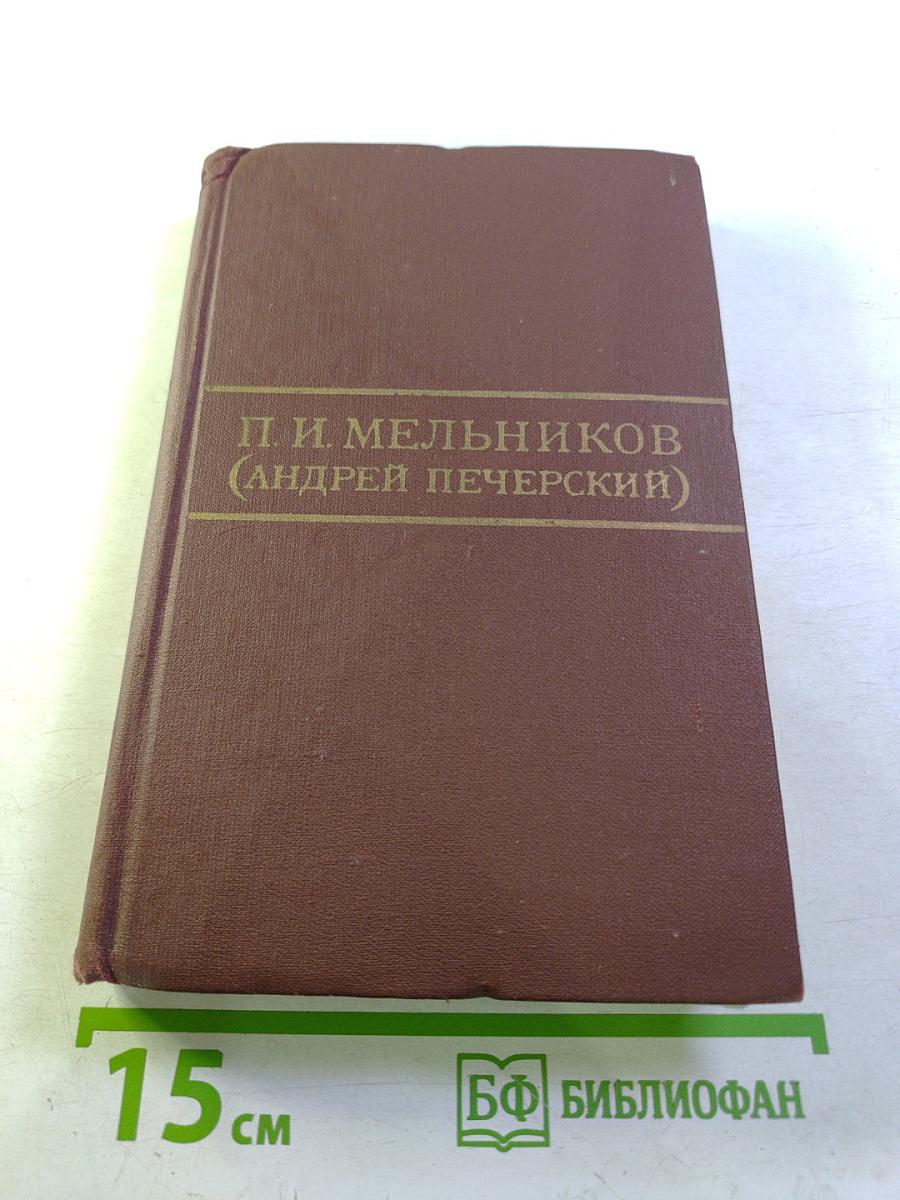 П. И. МЕЛЬНИКОВ
(АНДРЕЙ ПЕЧЕРСКИЙ)
15 см
БФ БИБЛИОФАН